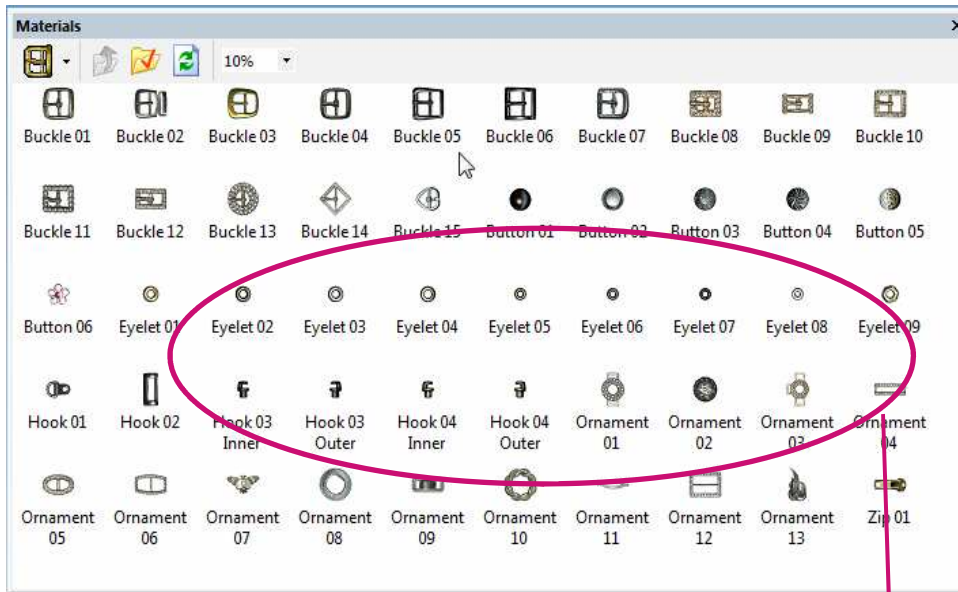 Materials
10%
Buckle 01 Buckle 02 Buckle 03 Buckle 04 Buckle 05 Buckle 06 Buckle 07 Buckle 08 Buckle 09 Buckle 10
Buckle 11 Buckle 12 Buckle 13 Buckle 14 Buckle 15 Button 01 Button 02 Button 03 Button 04 Button 05
Button 06 Eyelet 01 Eyelet 02 Eyelet 03 Eyelet 04 Eyelet 05 Eyelet 06 Eyelet 07 Eyelet 08 Eyelet 09
Hook 01 Hook 02 Hook 03 Hook 03 Hook 04 Hook 04 Ornament Ornament Ornament Ornament
Inner Outer Inner Outer 01 02 03 04
Ornament Ornament Ornament Ornament Ornament Ornament Ornament Ornament Ornament Zip 01
05 06 07 08 09 10 11 12 13